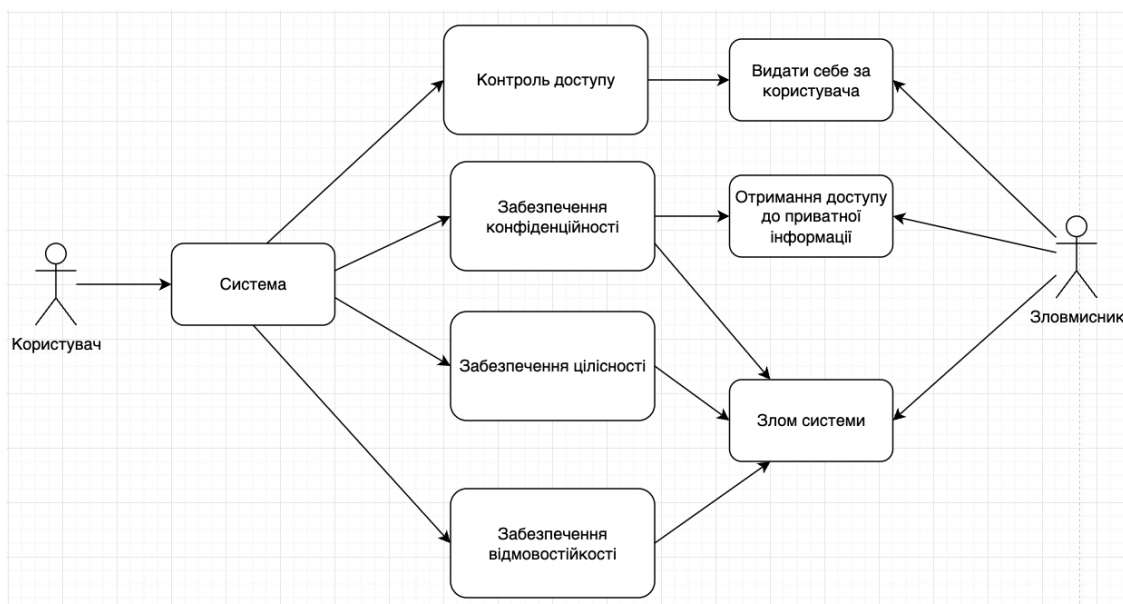 Контроль доступу
Видати себе за
користувача
Забезпечення
конфіденційності
Отримання доступу
до приватної
інформації
Система
Користувач
Зловмисник
Забезпечення цілісності
Злом системи
Забезпечення
відмовостійкості